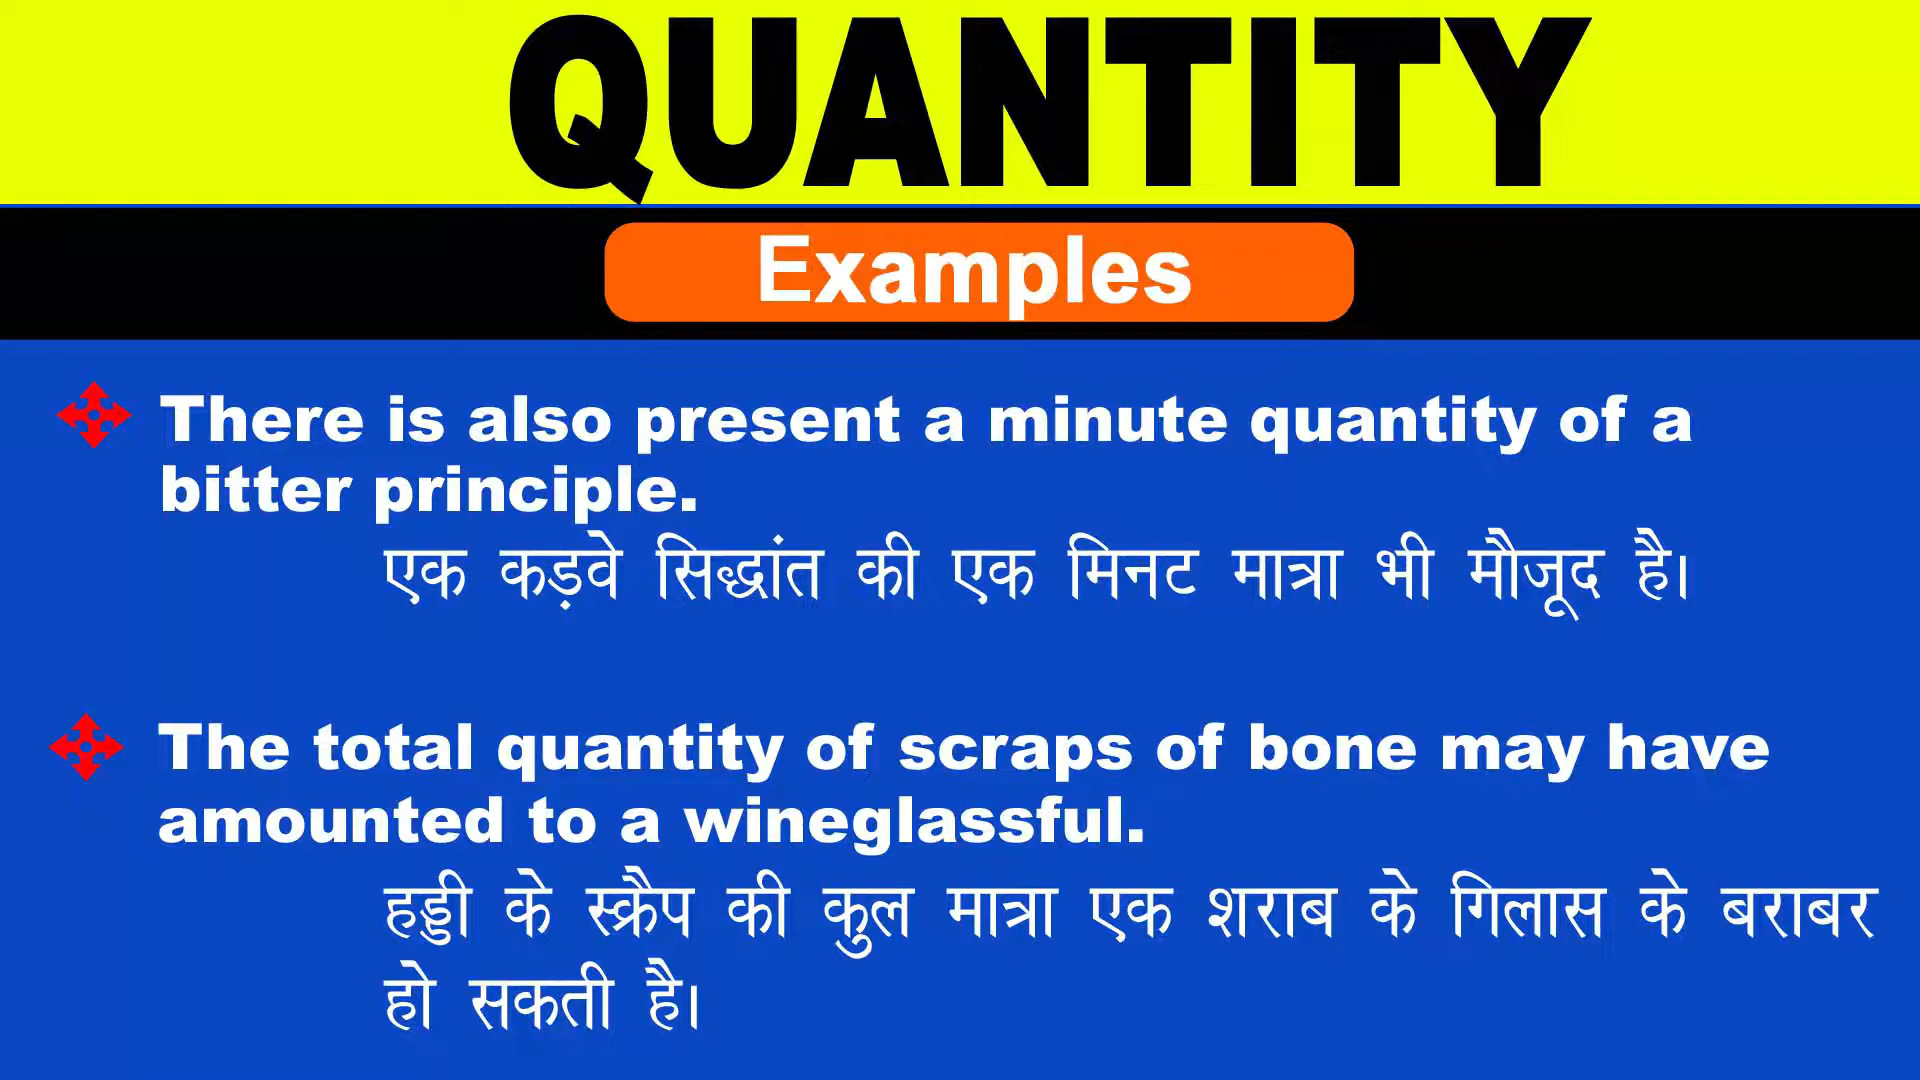 QUANTITY
Examples
There is also present a minute quantity of a
bitter principle.
एक कड़वे सिद्धांत की एक मिनट मात्रा भी मौजूद है।
The total quantity of scraps of bone may have
amounted to a wineglassful.
हड्डी के स्क्रैप की कुल मात्रा एक शराब के गिलास के बराबर
हो सकती है।